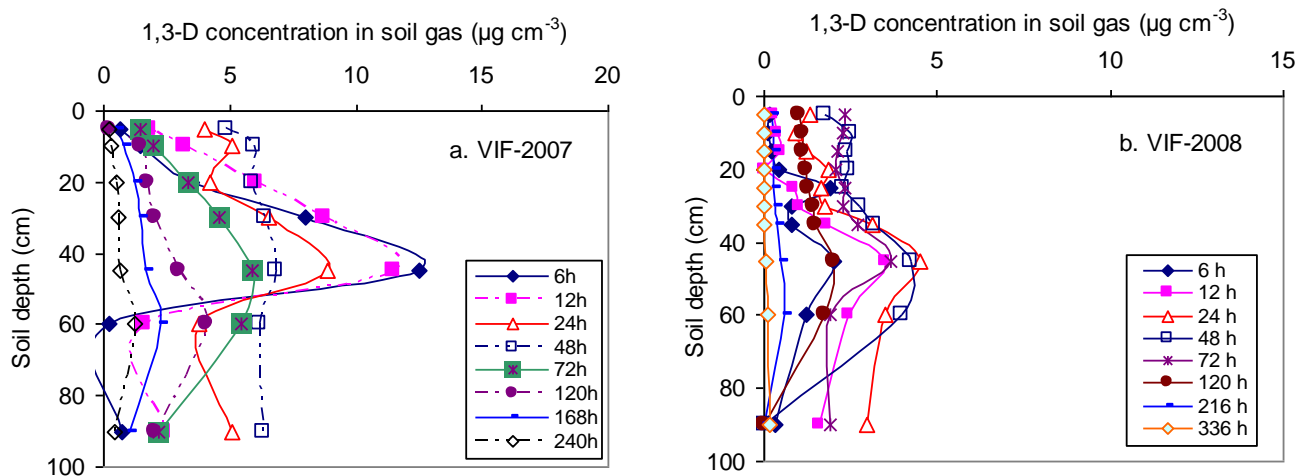 1,3-D concentration in soil gas (µg cm-3)
0 5 10 15 20
0
20
40
60
80
100
Soil depth (cm)
a. VIF-2007
6h
12h
24h
48h
72h
120h
168h
240h
1,3-D concentration in soil gas (µg cm-3)
0 5 10 15
0
20
40
60
80
100
Soil depth (cm)
b. VIF-2008
6 h
12 h
24 h
48 h
72 h
120 h
216 h
336 h